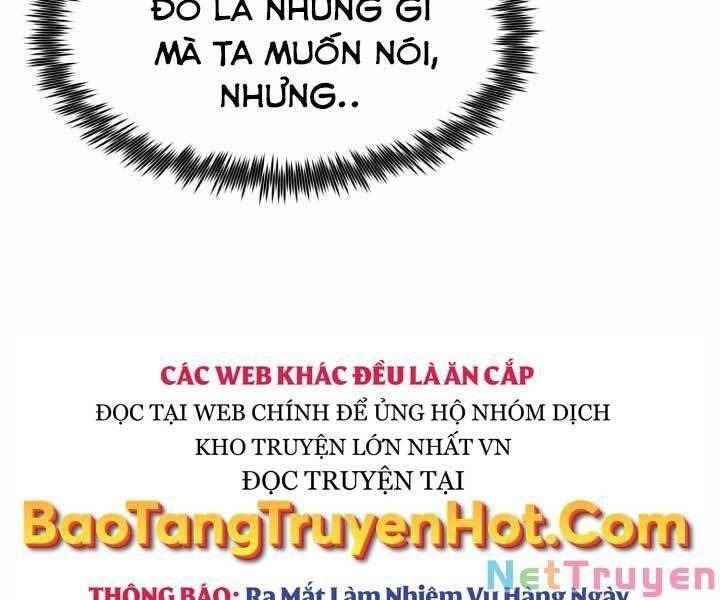 ĐÓ LÀ NHỮNG GÌ
MÀ TA MUỐN NÓI,
NHƯNG..
CÁC WEB KHÁC ĐỀU LÀ ĂN CẮP
ĐỌC TẠI WEB CHÍNH ĐỂ ỦNG HỘ NHÓM DỊCH
KHO TRUYỆN LỚN NHẤT VN
ĐỌC TRUYỆN TẠI
BaoTangTruyenHot.Com
NetTruyen
THÔNG BÁO: Ra Mắt Làm Nhiệm Vụ Hàng Ngày